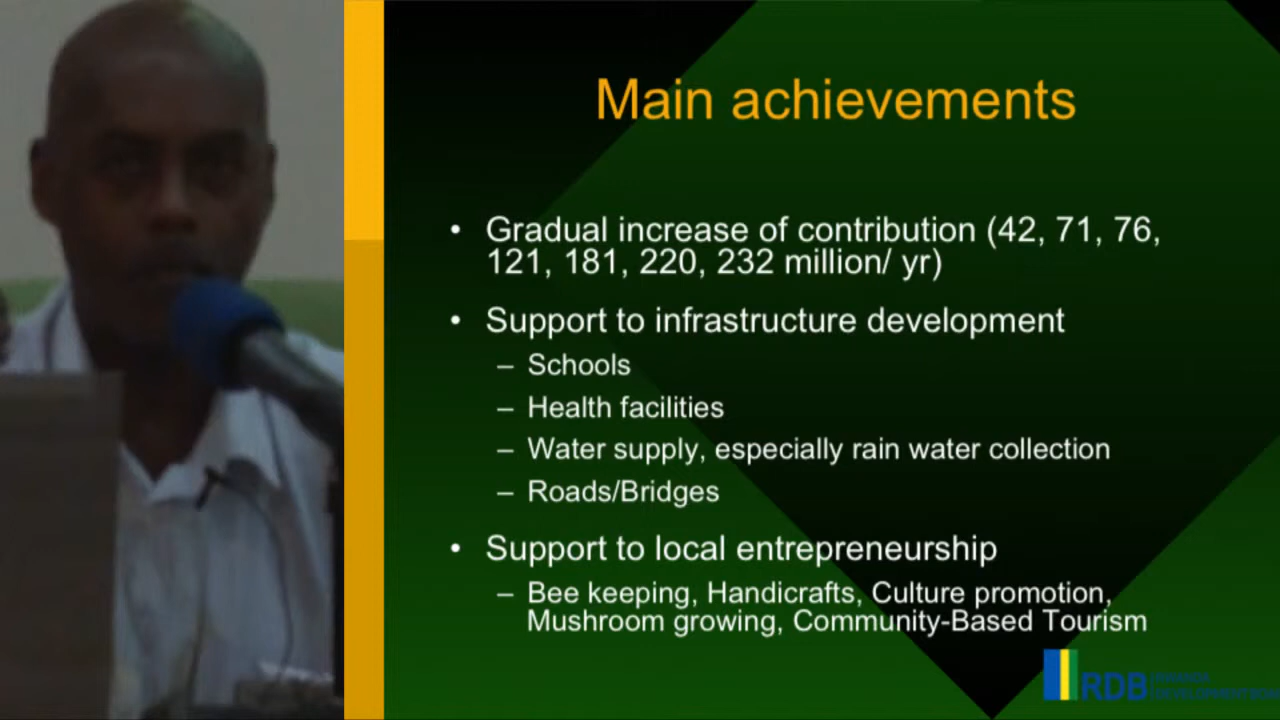 Main achievements
• Gradual increase of contribution (42, 71, 76,
121, 181, 220, 232 million/ yr)
• Support to infrastructure development
– Schools
– Health facilities
– Water supply, especially rain water collection
– Roads/Bridges
• Support to local entrepreneurship
– Bee keeping, Handicrafts, Culture promotion,
Mushroom growing, Community-Based Tourism
RDB